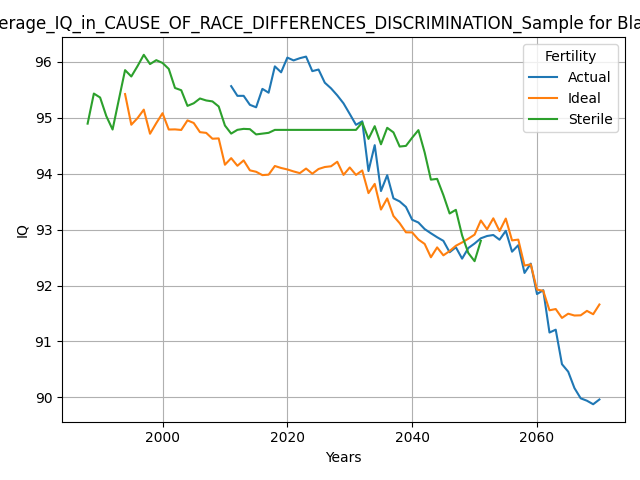 erage_IQ_in_CAUSE_OF_RACE_DIFFERENCES_DISCRIMINATION_Sample for Bla
Fertility
Actual
Ideal
Sterile
96
95
94
93
92
91
90
IQ
2000
2020
2040
2060
Years